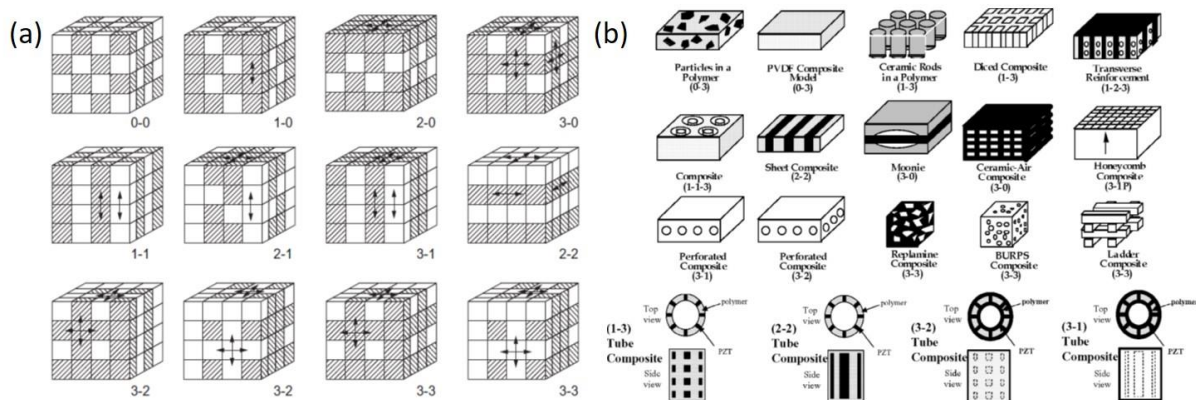 (a)
0-0
1-0
2-0
3-0
1-1
2-1
3-1
2-2
3-2
3-2
3-3
3-3
(b)
Particles in a
Polymer
(0-3)
PVDF Composite
Model
(0-3)
Ceramic Rods
in a Polymer
(1-3)
Diced Composite
(1-3)
Transverse
Reinforcement
(1-2-3)
Composite
(1-1-3)
Sheet Composite
(2-2)
Moonie
(3-0)
Ceramic-Air
Composite
(3-0)
Honeycomb
Composite
(3-1P)
Perforated
Composite
(3-1)
Perforated
Composite
(3-2)
Replamine
Composite
(3-3)
BURPS
Composite
(3-3)
Ladder
Composite
(3-3)
Top
view
polymer
(1-3)
Tube
Composite
PZT
Side
view
Top
view
polymer
(2-2)
Tube
Composite
PZT
Side
view
Top
view
polymer
(3-2)
Tube
Composite
PZT
Side
view
Top
view
polymer
(3-1)
Tube
Composite
PZT
Side
view